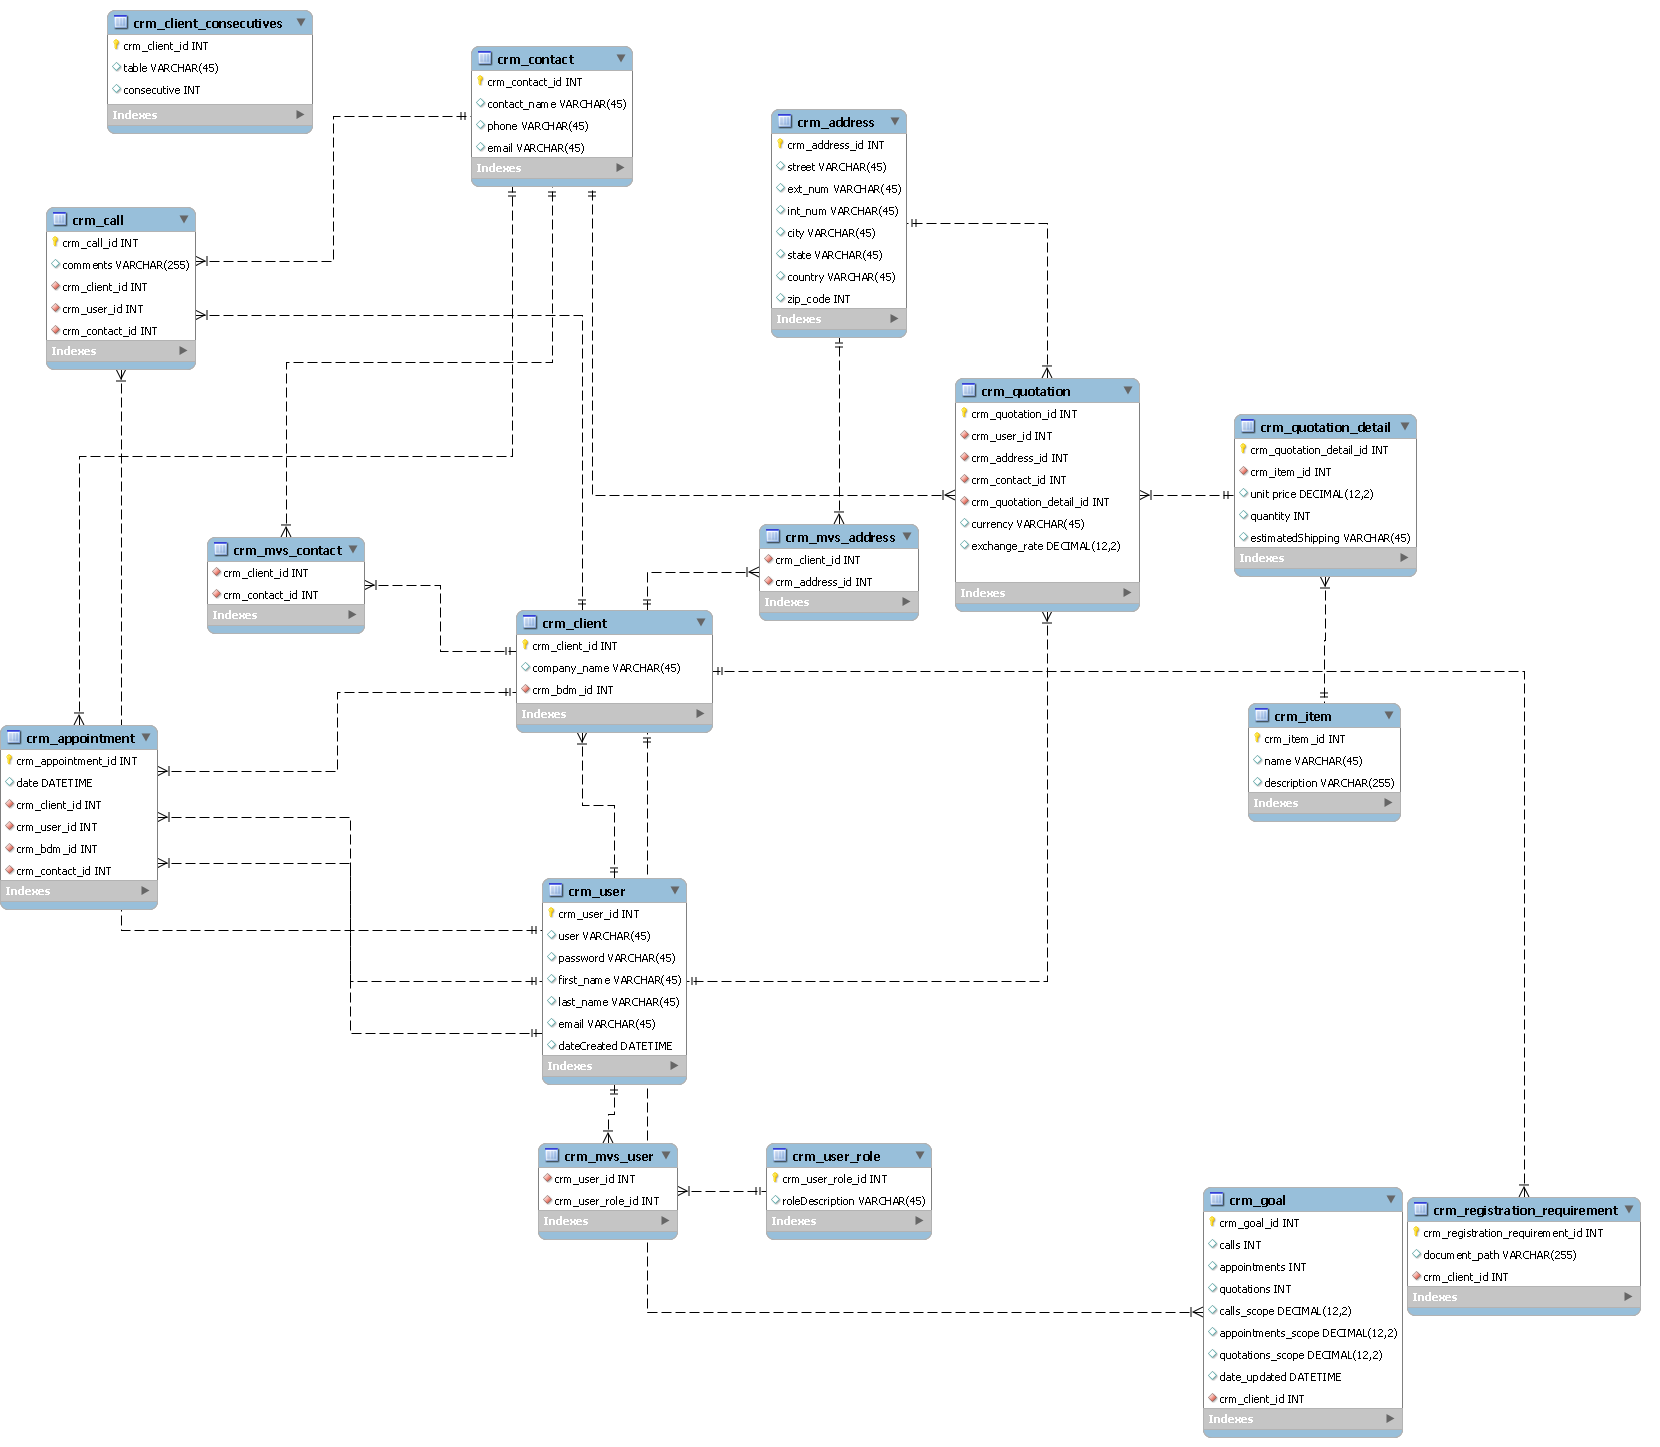 crm_client_consecutives
crm_client_id INT
table VARCHAR(45)
consecutive INT
Indexes
crm_contact
crm_contact_id INT
contact_name VARCHAR(45)
phone VARCHAR(45)
email VARCHAR(45)
Indexes
crm_address
crm_address_id INT
street VARCHAR(45)
ext_num VARCHAR(45)
int_num VARCHAR(45)
city VARCHAR(45)
state VARCHAR(45)
country VARCHAR(45)
zip_code INT
Indexes
crm_call
crm_call_id INT
comments VARCHAR(255)
crm_client_id INT
crm_user_id INT
crm_contact_id INT
Indexes
crm_quotation
crm_quotation_id INT
crm_user_id INT
crm_address_id INT
crm_contact_id INT
crm_quotation_detail_id INT
currency VARCHAR(45)
exchange_rate DECIMAL(12,2)
Indexes
crm_quotation_detail
crm_quotation_detail_id INT
crm_item_id INT
unit price DECIMAL(12,2)
quantity INT
estimatedShipping VARCHAR(45)
Indexes
crm_mvs_contact
crm_client_id INT
crm_contact_id INT
Indexes
crm_mvs_address
crm_client_id INT
crm_address_id INT
Indexes
crm_client
crm_client_id INT
company_name VARCHAR(45)
crm_bdm_id INT
Indexes
crm_item
crm_item_id INT
name VARCHAR(45)
description VARCHAR(255)
Indexes
crm_appointment
crm_appointment_id INT
date DATETIME
crm_client_id INT
crm_user_id INT
crm_bdm_id INT
crm_contact_id INT
Indexes
crm_user
crm_user_id INT
user VARCHAR(45)
password VARCHAR(45)
first_name VARCHAR(45)
last_name VARCHAR(45)
email VARCHAR(45)
dateCreated DATETIME
Indexes
crm_mvs_user
crm_user_id INT
crm_user_role_id INT
Indexes
crm_user_role
crm_user_role_id INT
roleDescription VARCHAR(45)
Indexes
crm_goal
crm_goal_id INT
calls INT
appointments INT
quotations INT
calls_scope DECIMAL(12,2)
appointments_scope DECIMAL(12,2)
quotations_scope DECIMAL(12,2)
date_updated DATETIME
crm_client_id INT
Indexes
crm_registration_requirement
crm_registration_requirement_id INT
document_path VARCHAR(255)
crm_client_id INT
Indexes